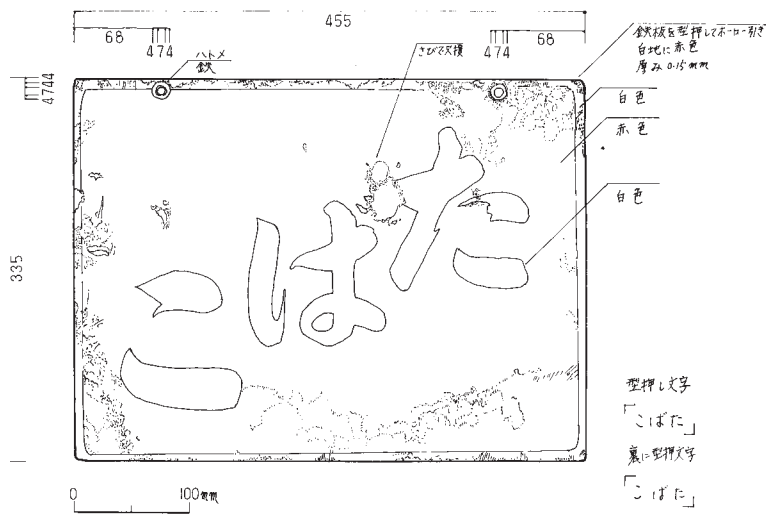 455
68
474
474
68
ハトメ
鉄
さびて欠損
鉄板を型押してホーロー引き
白地に赤色
厚み0.15mm
4744
白色
赤色
白色
335
こばた
型押し文字
「こばた」
裏に型押文字
「こばた」
0
100mm